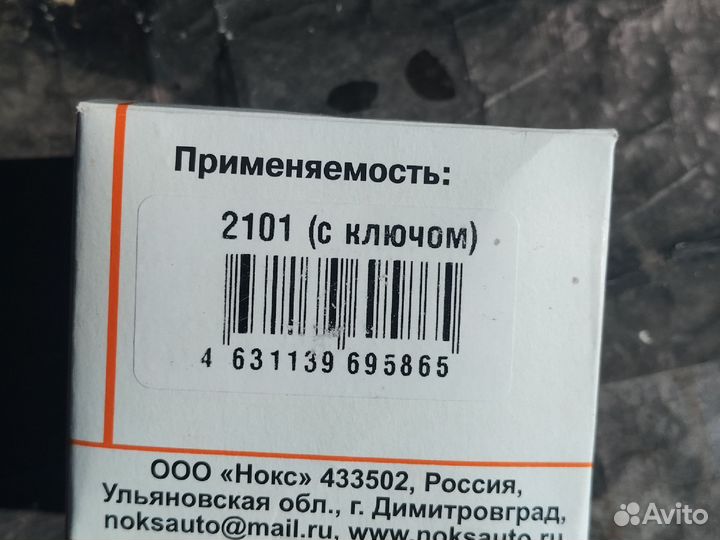 Применяемость:
2101 (с ключом)
4 631139 695865
ООО «Нокс» 433502, Россия,
Ульяновская обл., г. Димитровград,
noksauto@mail.ru, www.noksauto.ru
Avito